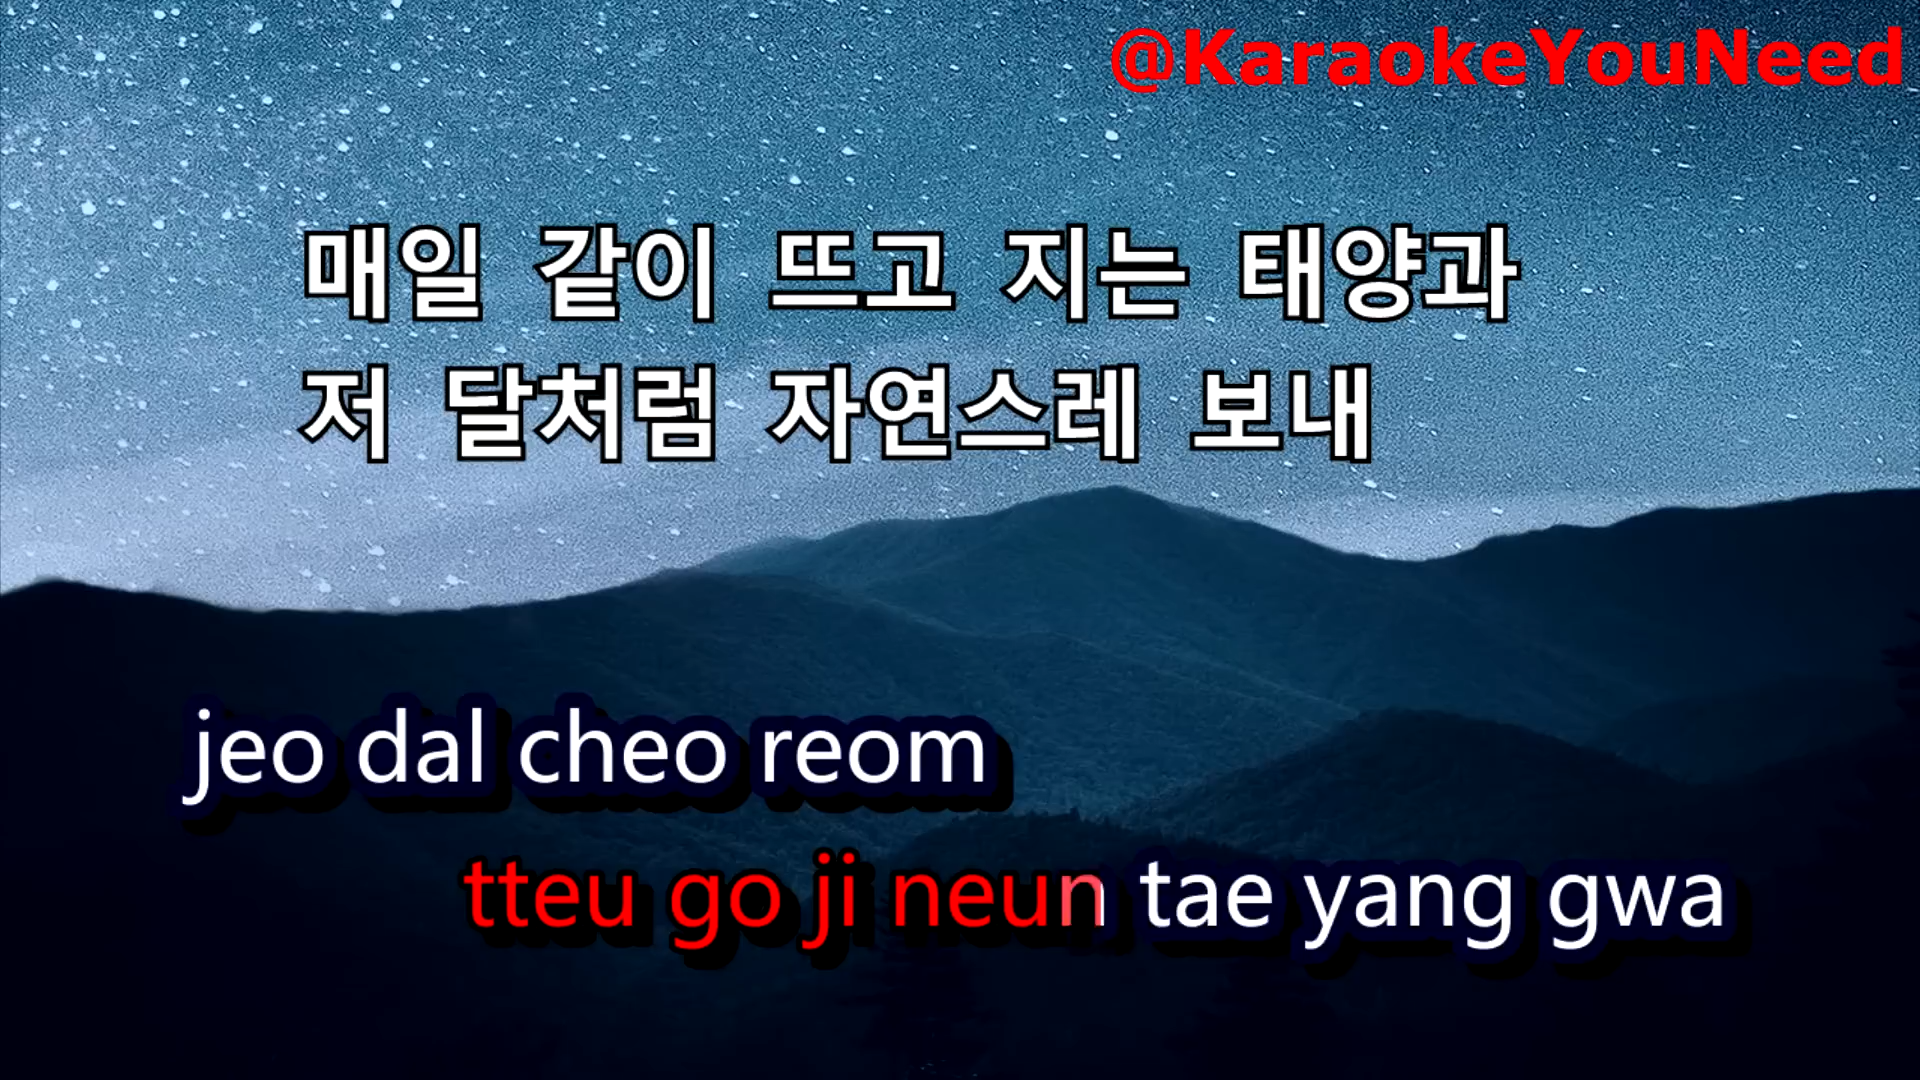 @KaraokeYouNeed
매일 같이 뜨고 지는 태양과
저 달처럼 자연스레 보내
jeo dal cheo reom
tteu go ji neun tae yang gwa